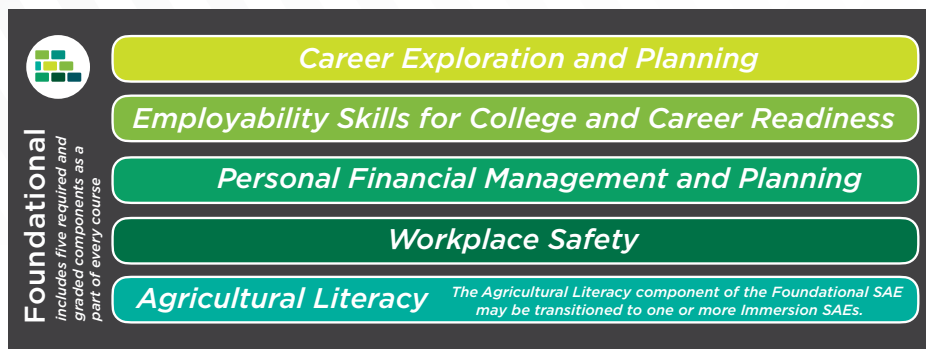 Foundational
includes five required and
graded components as a
part of every course
Career Exploration and Planning
Employability Skills for College and Career Readiness
Personal Financial Management and Planning
Workplace Safety
Agricultural Literacy
The Agricultural Literacy component of the Foundational SAE
may be transitioned to one or more Immersion SAEs.